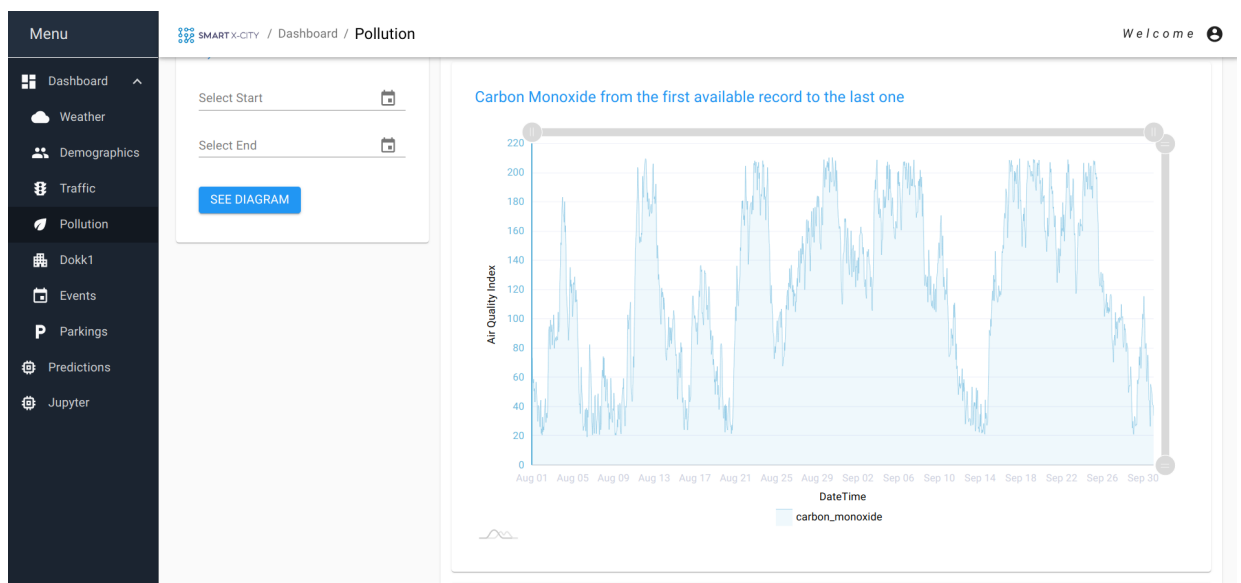 Menu
SMART X-CITY / Dashboard / Pollution
Welcome
Dashboard
Weather
Demographics
Traffic
Pollution
Dokk1
Events
Parkings
Predictions
Jupyter
Select Start
Select End
SEE DIAGRAM
Carbon Monoxide from the first available record to the last one
Air Quality Index
220
200
180
160
140
120
100
80
60
40
20
0
Aug 01 Aug 05 Aug 09 Aug 13 Aug 17 Aug 21 Aug 25 Aug 29 Sep 02 Sep 06 Sep 10 Sep 14 Sep 18 Sep 22 Sep 26 Sep 30
DateTime
carbon_monoxide